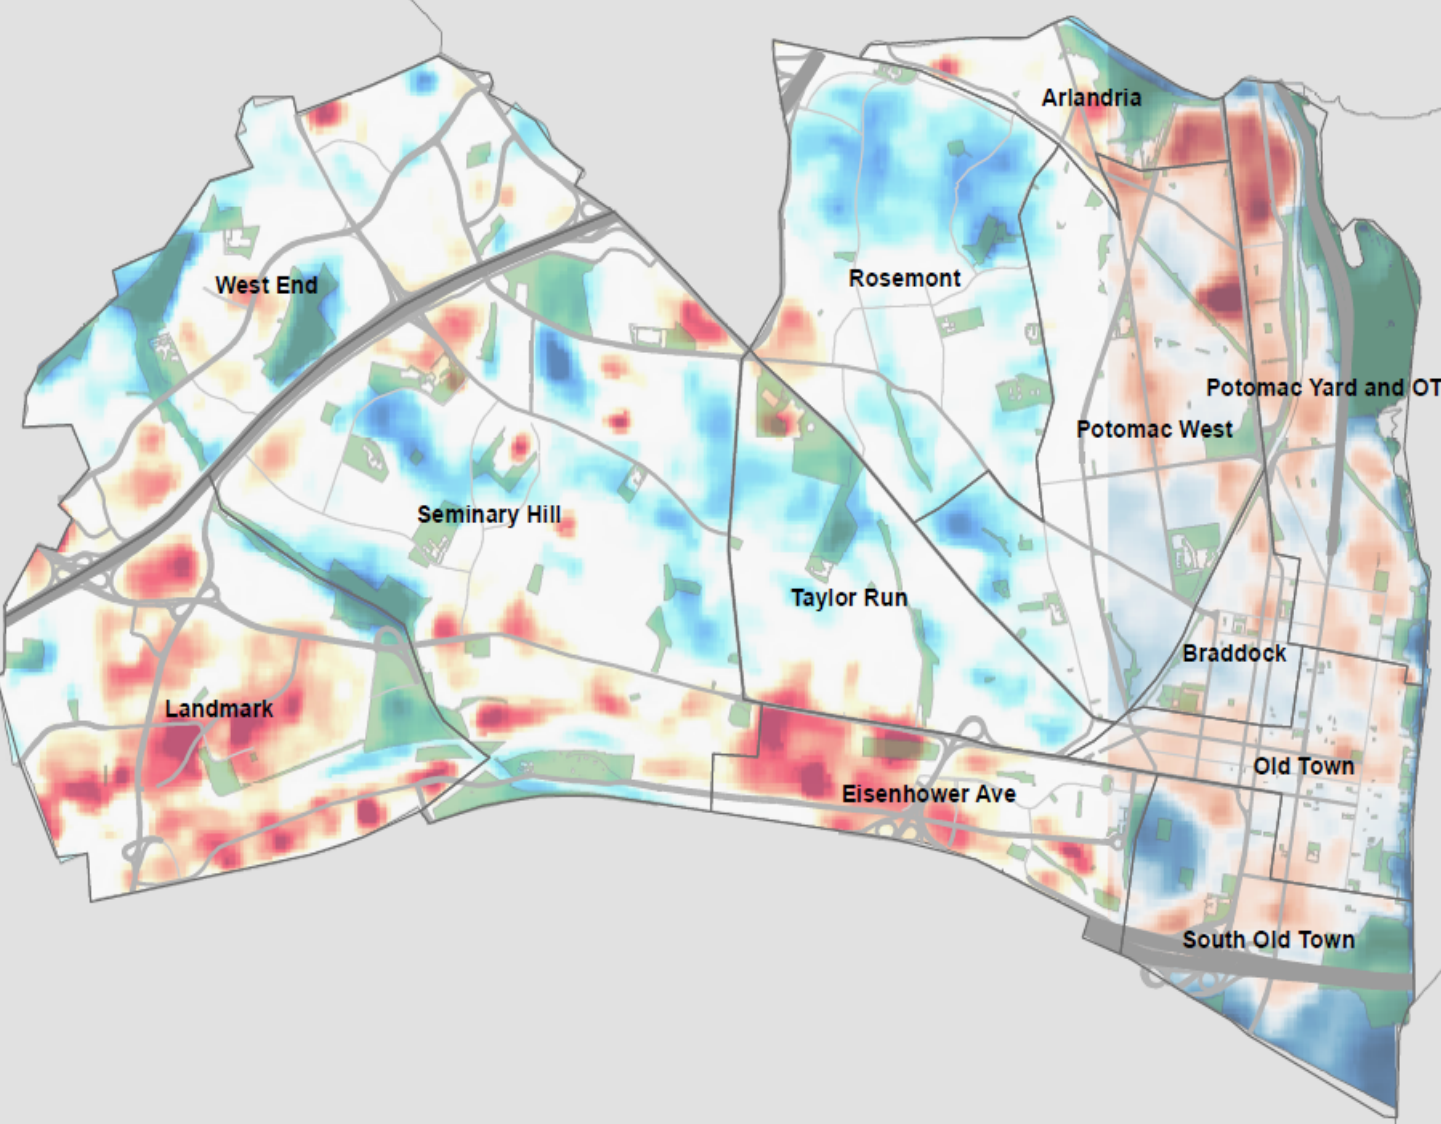 Arlandria
West End
Rosemont
Potomac Yard and OT
Potomac West
Seminary Hill
Taylor Run
Braddock
Landmark
Old Town
Eisenhower Ave
South Old Town